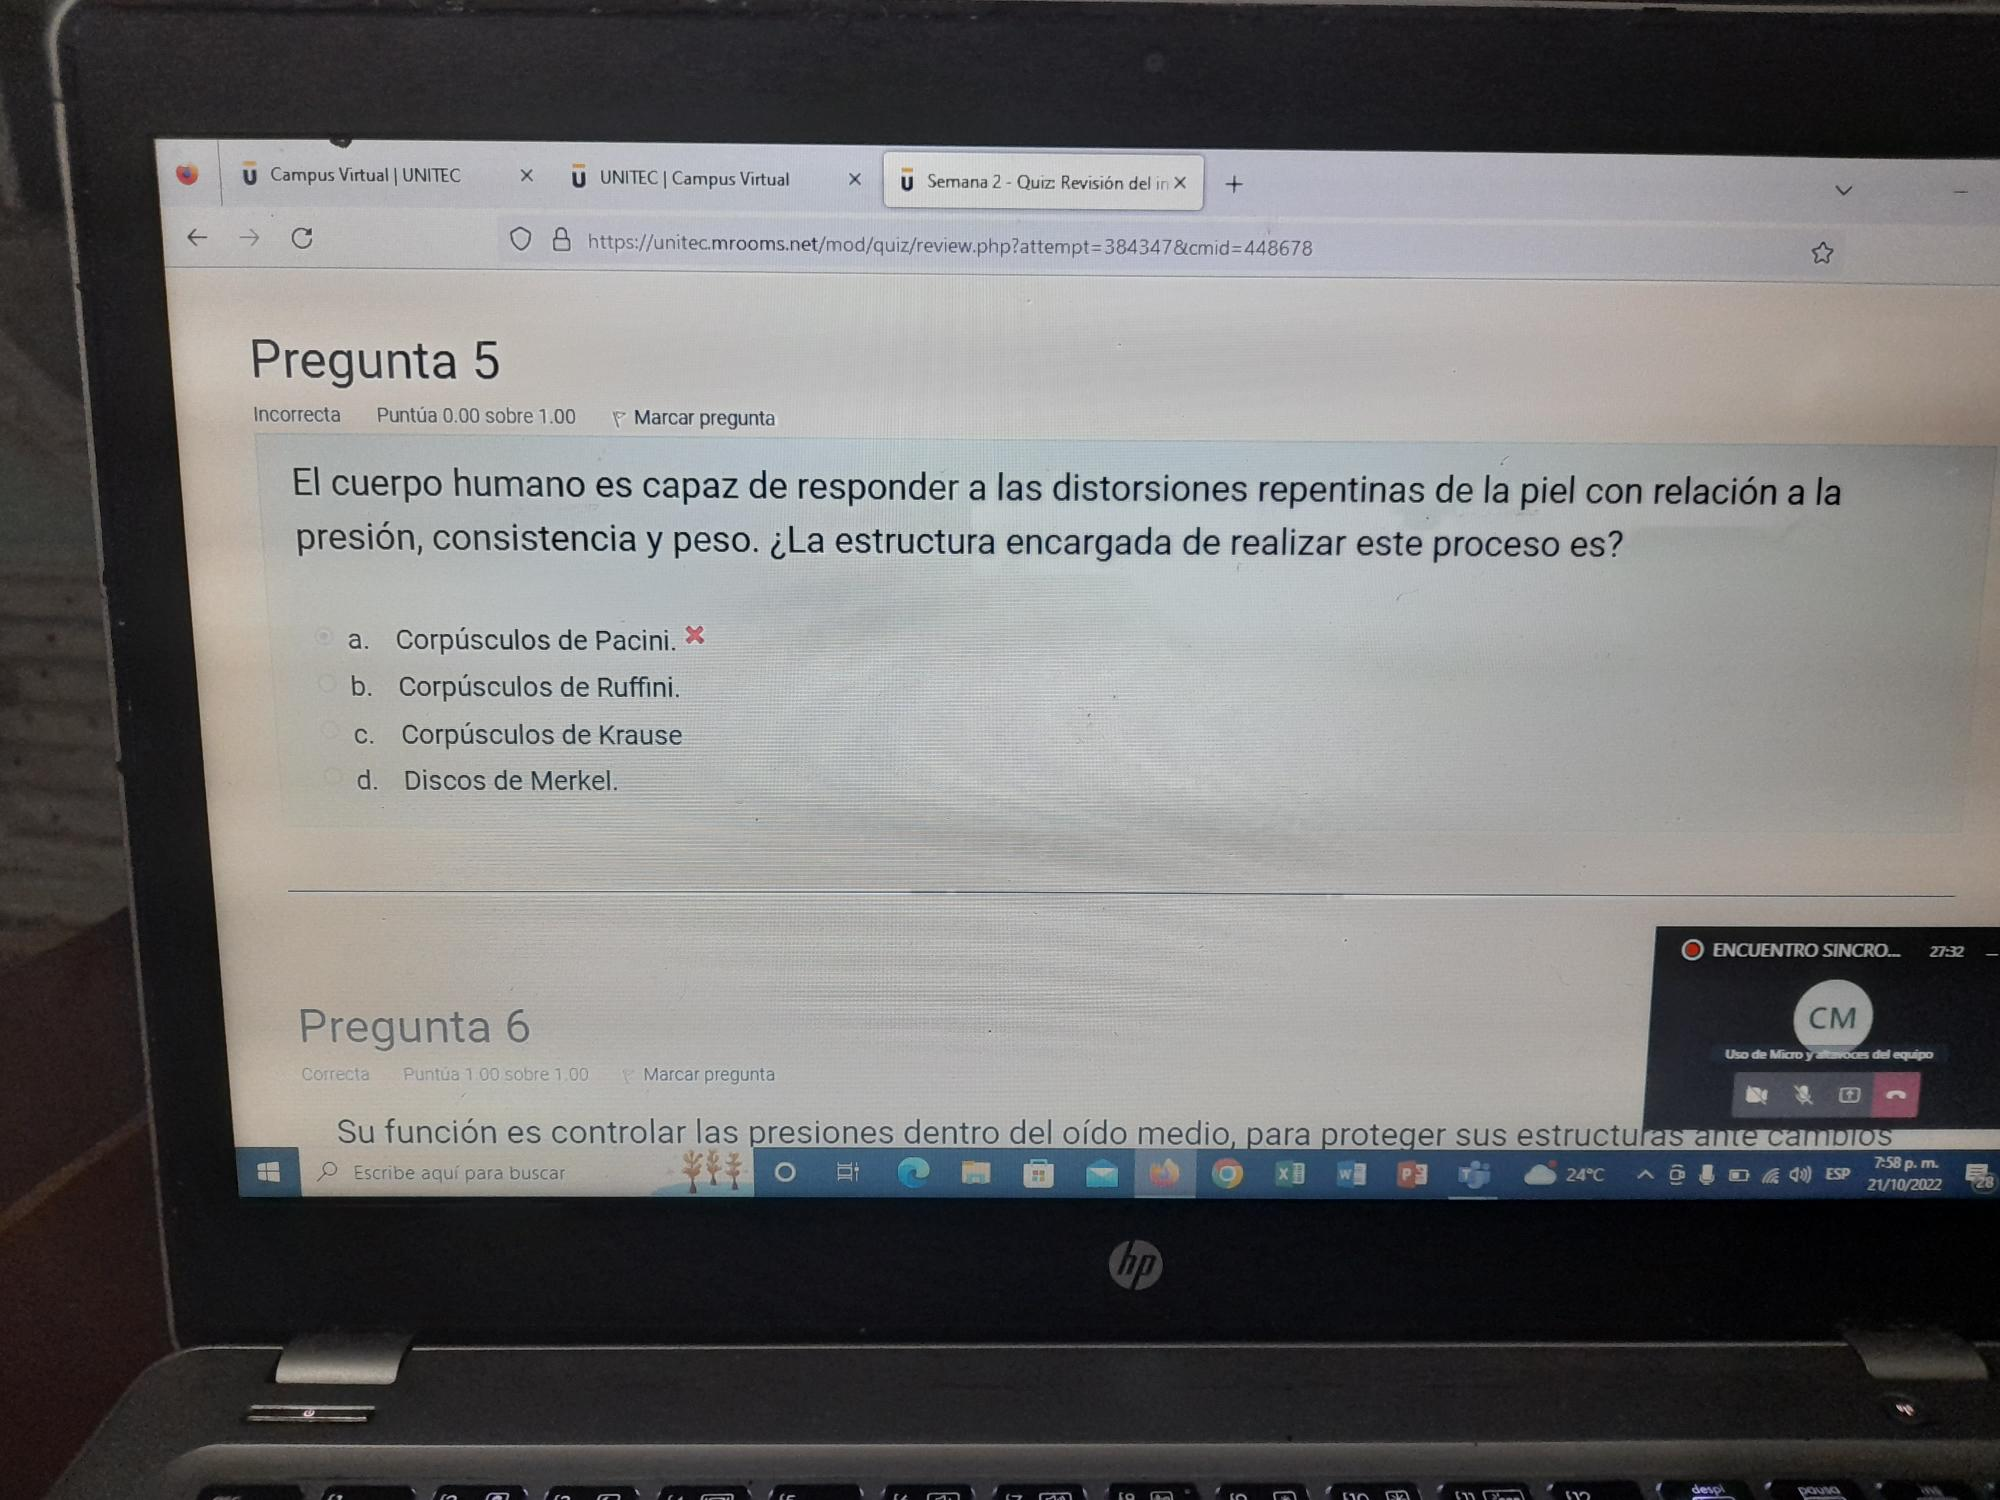 Campus Virtual | UNITEC
UNITEC | Campus Virtual
Semana 2 - Quiz: Revisión del in
https://unitec.mrooms.net/mod/quiz/review.php?attempt=384347&cmid=448678
Pregunta 5
Incorrecta Puntúa 0.00 sobre 1.00 Marcar pregunta
El cuerpo humano es capaz de responder a las distorsiones repentinas de la piel con relación a la
presión, consistencia y peso. ¿La estructura encargada de realizar este proceso es?
a. Corpúsculos de Pacini.
b. Corpúsculos de Ruffini.
c. Corpúsculos de Krause
d. Discos de Merkel.
ENCUENTRO SINCRO... 27:32
CM
Uso de Micro y altavoces del equipo
Pregunta 6
Correcta Puntúa 1.00 sobre 1.00 Marcar pregunta
Su función es controlar las presiones dentro del oído medio, para proteger sus estructuras ante cambios
Escribe aquí para buscar
24°C
ESP
7:58 p. m.
21/10/2022
28
hp
despl
pausa